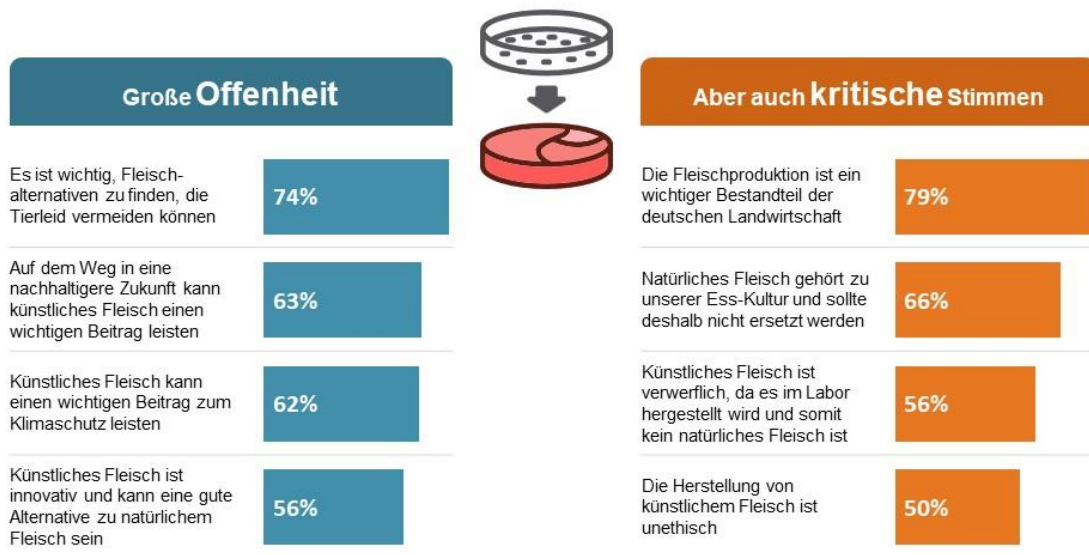 Große Offenheit
Es ist wichtig, Fleisch-
alternativen zu finden, die
Tierleid vermeiden können
74%
Auf dem Weg in eine
nachhaltigere Zukunft kann
künstliches Fleisch einen
wichtigen Beitrag leisten
63%
Künstliches Fleisch kann
einen wichtigen Beitrag zum
Klimaschutz leisten
62%
Künstliches Fleisch ist
innovativ und kann eine gute
Alternative zu natürlichem
Fleisch sein
56%
Aber auch kritische Stimmen
Die Fleischproduktion ist ein
wichtiger Bestandteil der
deutschen Landwirtschaft
79%
Natürliches Fleisch gehört zu
unserer Ess-Kultur und sollte
deshalb nicht ersetzt werden
66%
Künstliches Fleisch ist
verwerflich, da es im Labor
hergestellt wird und somit
kein natürliches Fleisch ist
56%
Die Herstellung von
künstlichem Fleisch ist
unethisch
50%